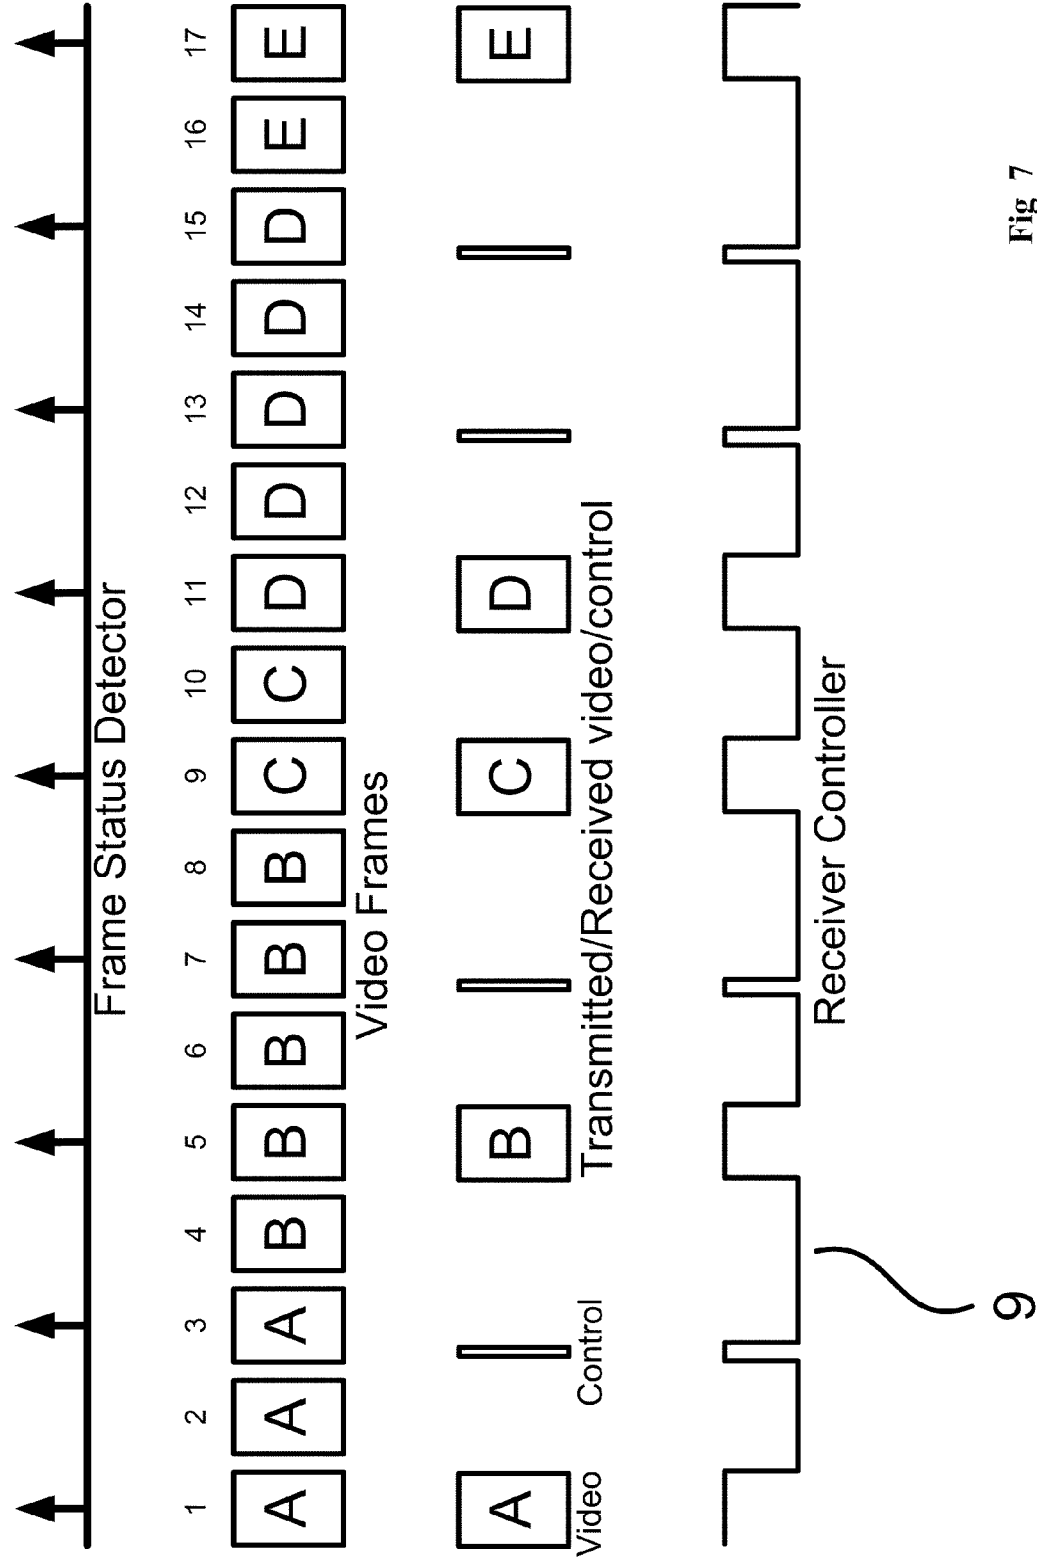 Frame Status Detector
1 2 3 4 5 6 7 8 9 10 11 12 13 14 15 16 17
A A A B B B B B C C D D D D D E E
Video Frames
A B C D E
Video Control Transmitted/Received video/control
Receiver Controller
9
Fig 7